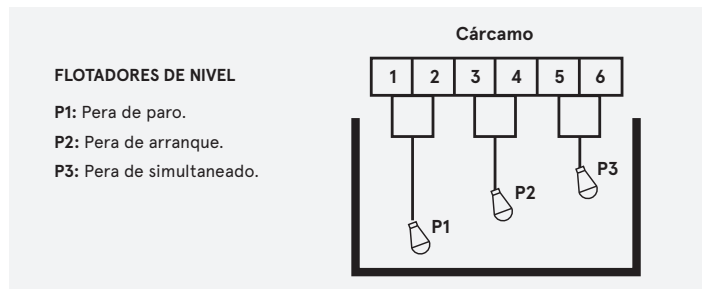 Cárcamo
FLOTADORES DE NIVEL
P1: Pera de paro.
P2: Pera de arranque.
P3: Pera de simultaneado.
1 2 3 4 5 6
P3
P2
P1